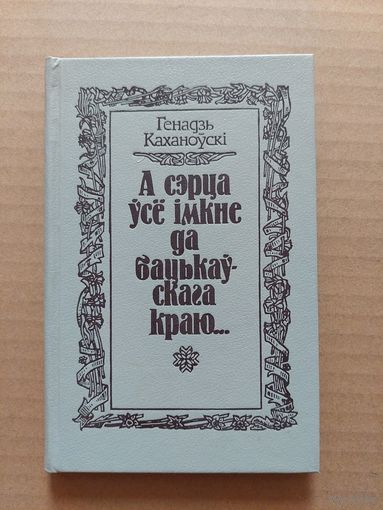 Генадзь
Каханоўскі
А сэрца
ўсё імкне
да
бацькаў-
скага
краю...